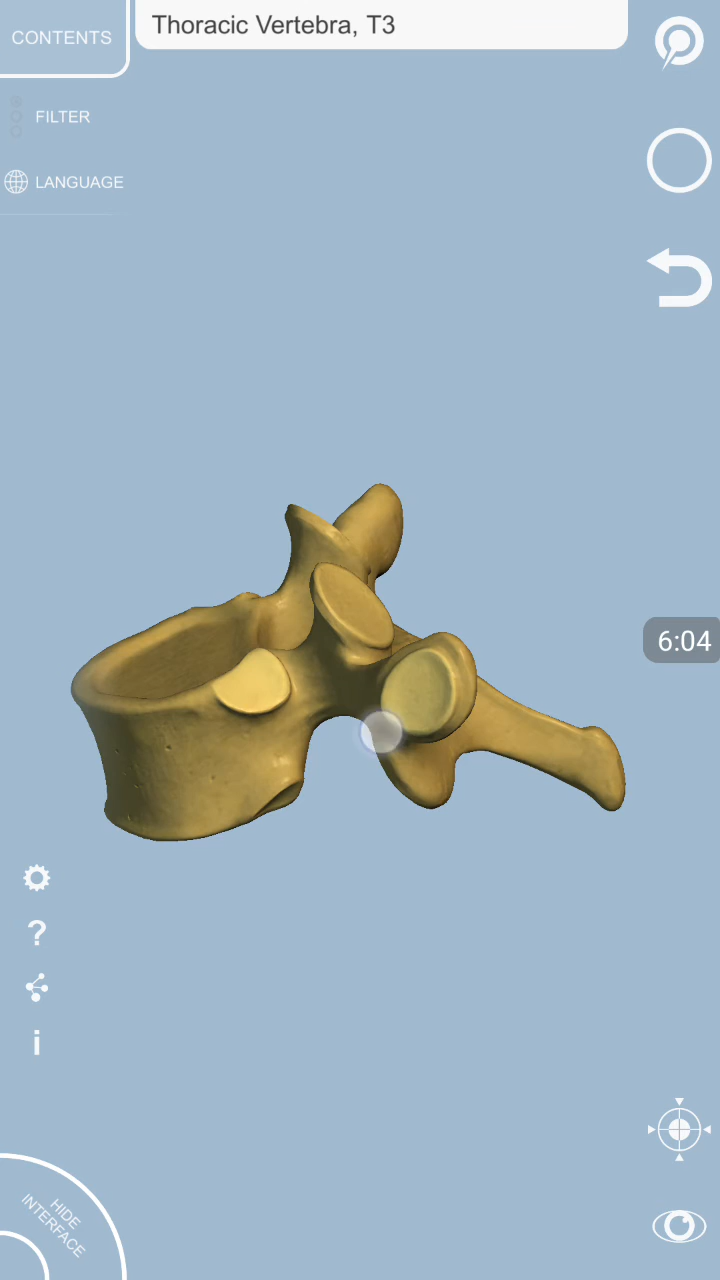 CONTENTS
Thoracic Vertebra, T3
FILTER
LANGUAGE
6:04
?
i
HIDE
INTERFACE